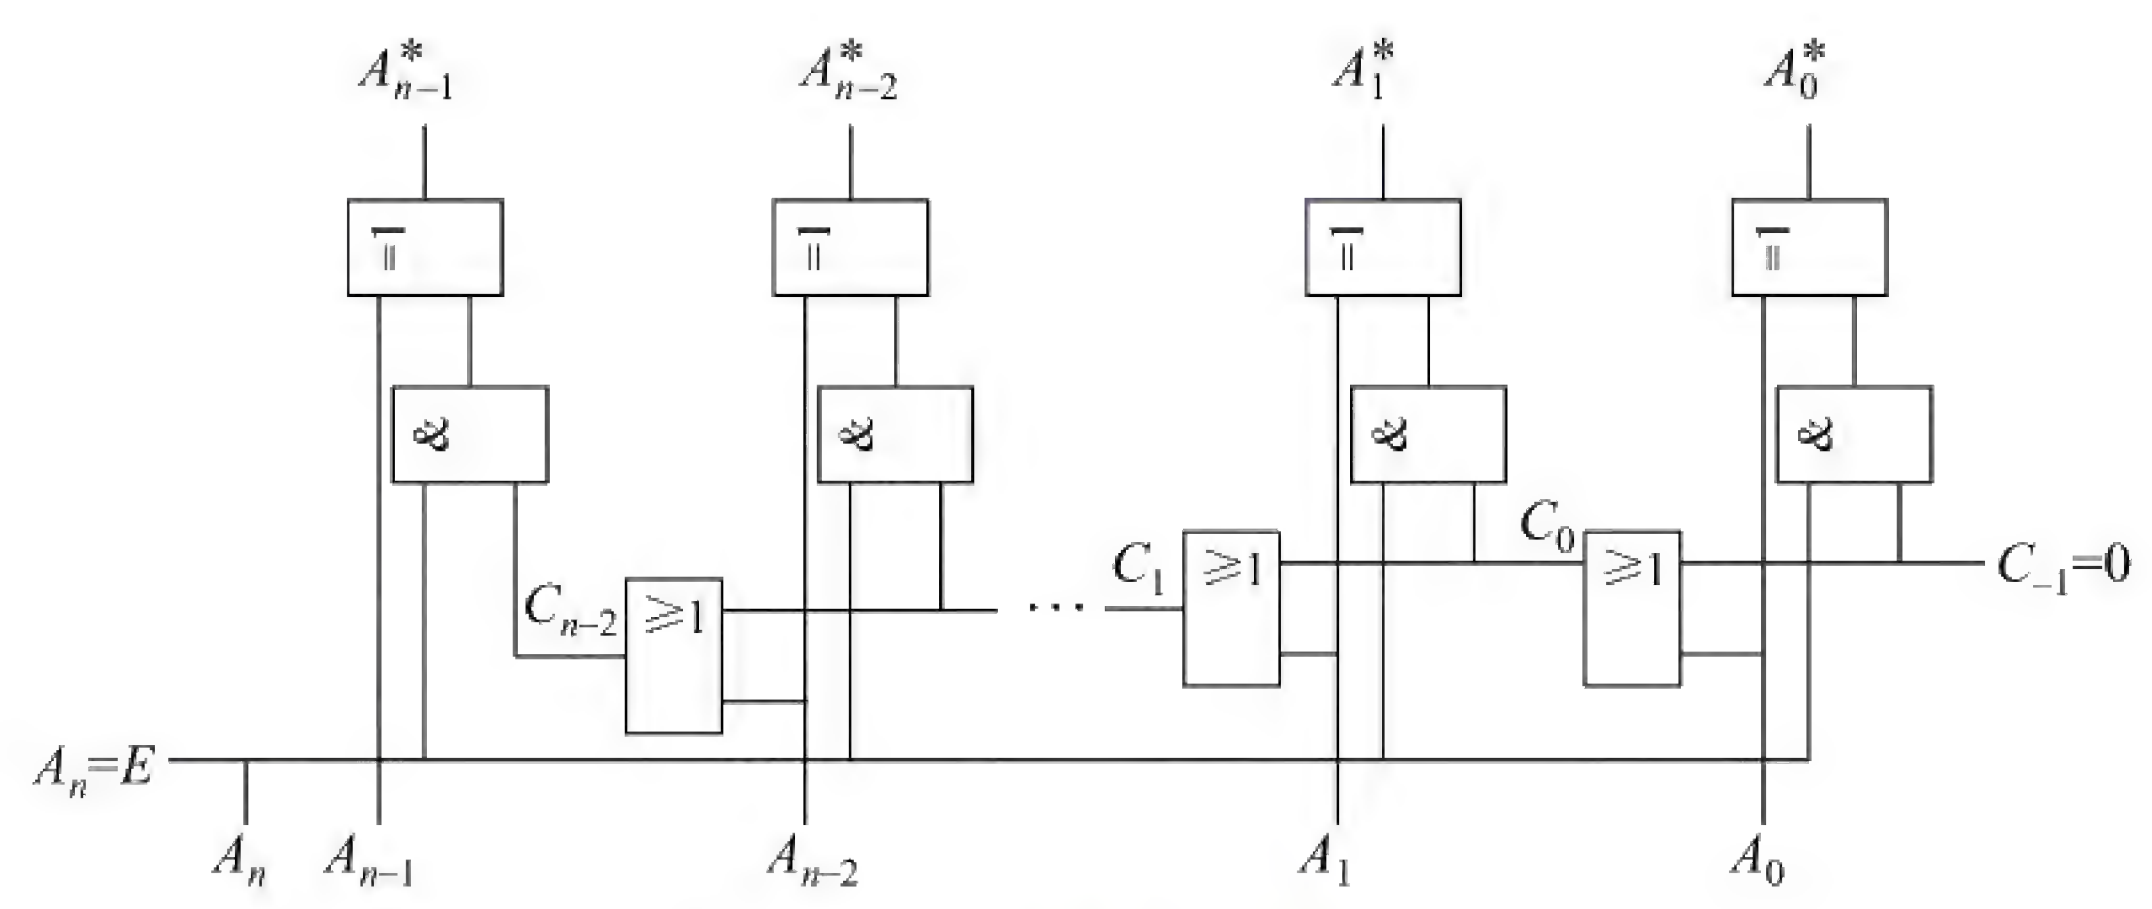 A*n−1 A*n−2 A*1 A*0
=1 =1 =1 =1
& & & &
Cn−2 ≥1 ··· C1 ≥1 C0 ≥1 C−1=0
An=E
An An−1 An−2 A1 A0